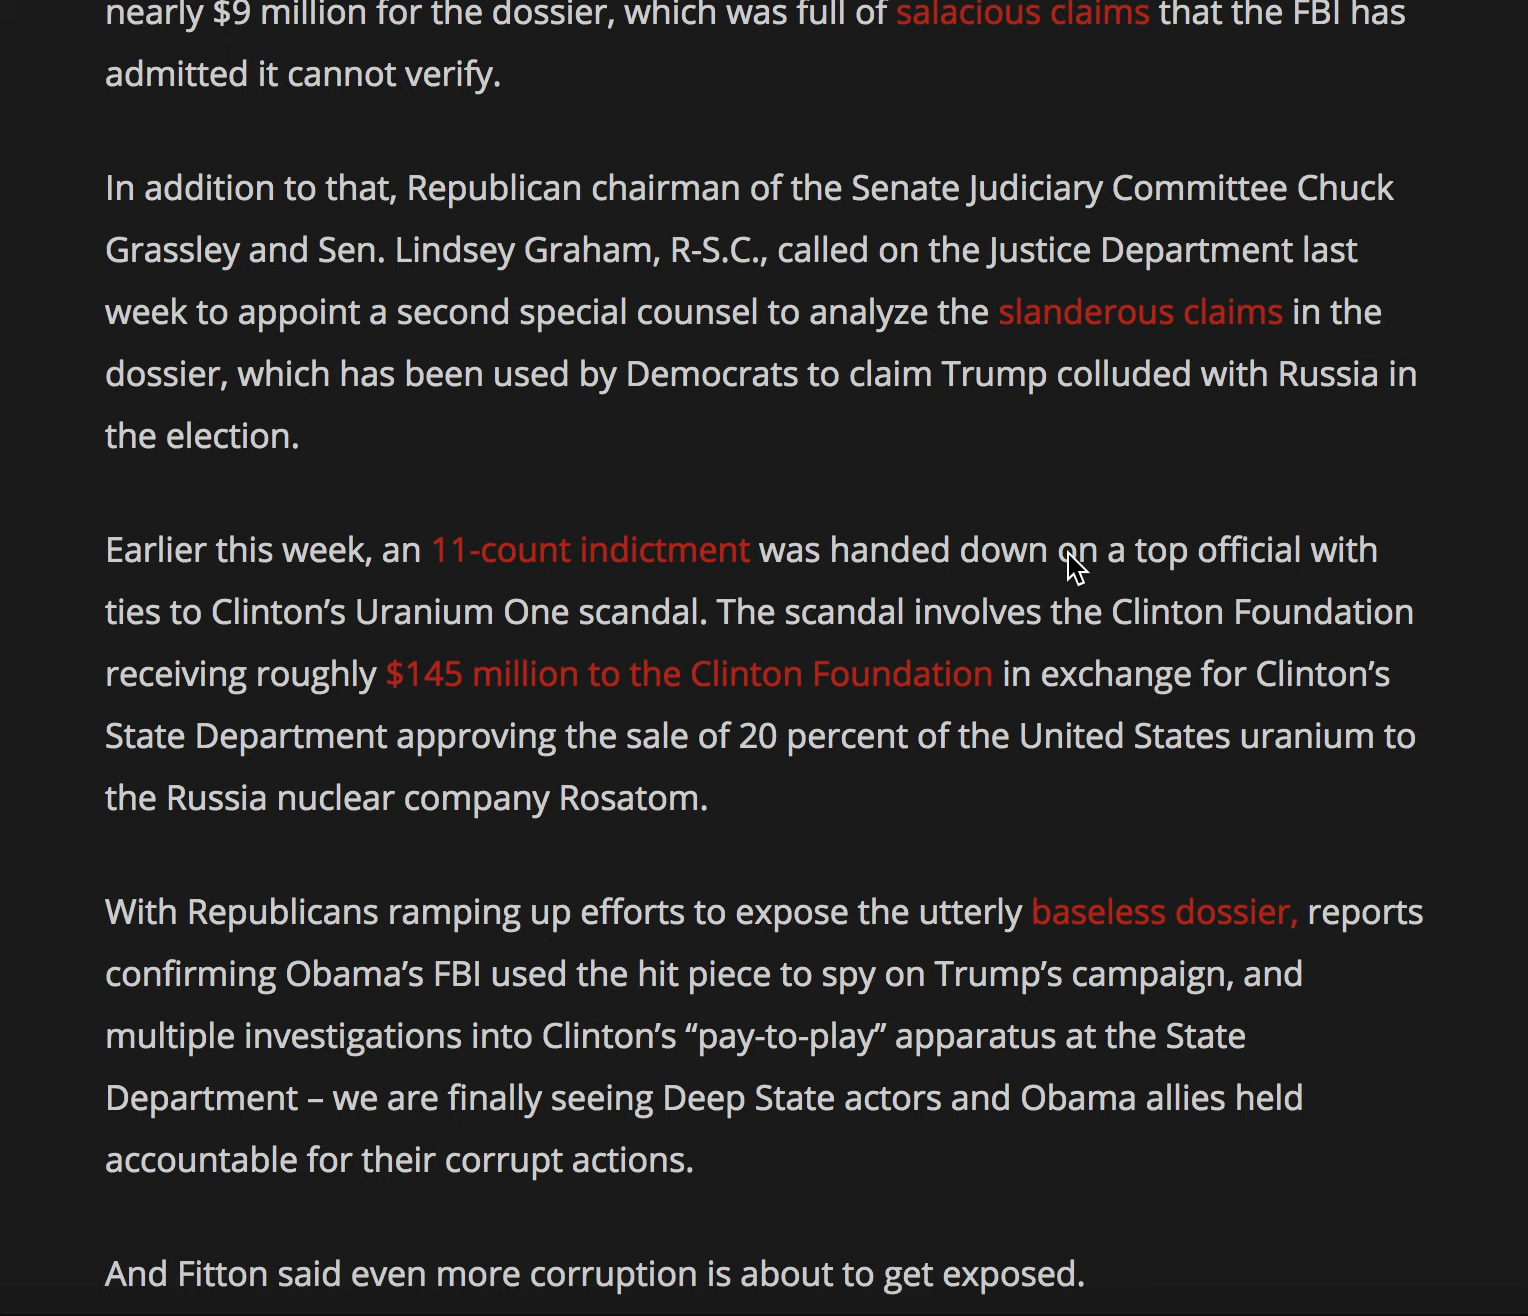 nearly $9 million for the dossier, which was full of salacious claims that the FBI has
admitted it cannot verify.
In addition to that, Republican chairman of the Senate Judiciary Committee Chuck
Grassley and Sen. Lindsey Graham, R-S.C., called on the Justice Department last
week to appoint a second special counsel to analyze the slanderous claims in the
dossier, which has been used by Democrats to claim Trump colluded with Russia in
the election.
Earlier this week, an 11-count indictment was handed down on a top official with
ties to Clinton’s Uranium One scandal. The scandal involves the Clinton Foundation
receiving roughly $145 million to the Clinton Foundation in exchange for Clinton’s
State Department approving the sale of 20 percent of the United States uranium to
the Russia nuclear company Rosatom.
With Republicans ramping up efforts to expose the utterly baseless dossier, reports
confirming Obama’s FBI used the hit piece to spy on Trump’s campaign, and
multiple investigations into Clinton’s “pay-to-play” apparatus at the State
Department – we are finally seeing Deep State actors and Obama allies held
accountable for their corrupt actions.
And Fitton said even more corruption is about to get exposed.